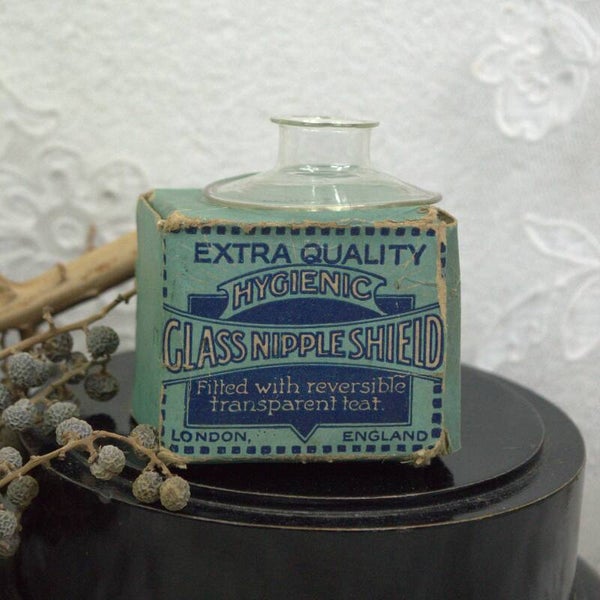 EXTRA QUALITY
HYGIENIC
GLASS NIPPLE SHIELD
Fitted with reversible
transparent teat.
LONDON, ENGLAND